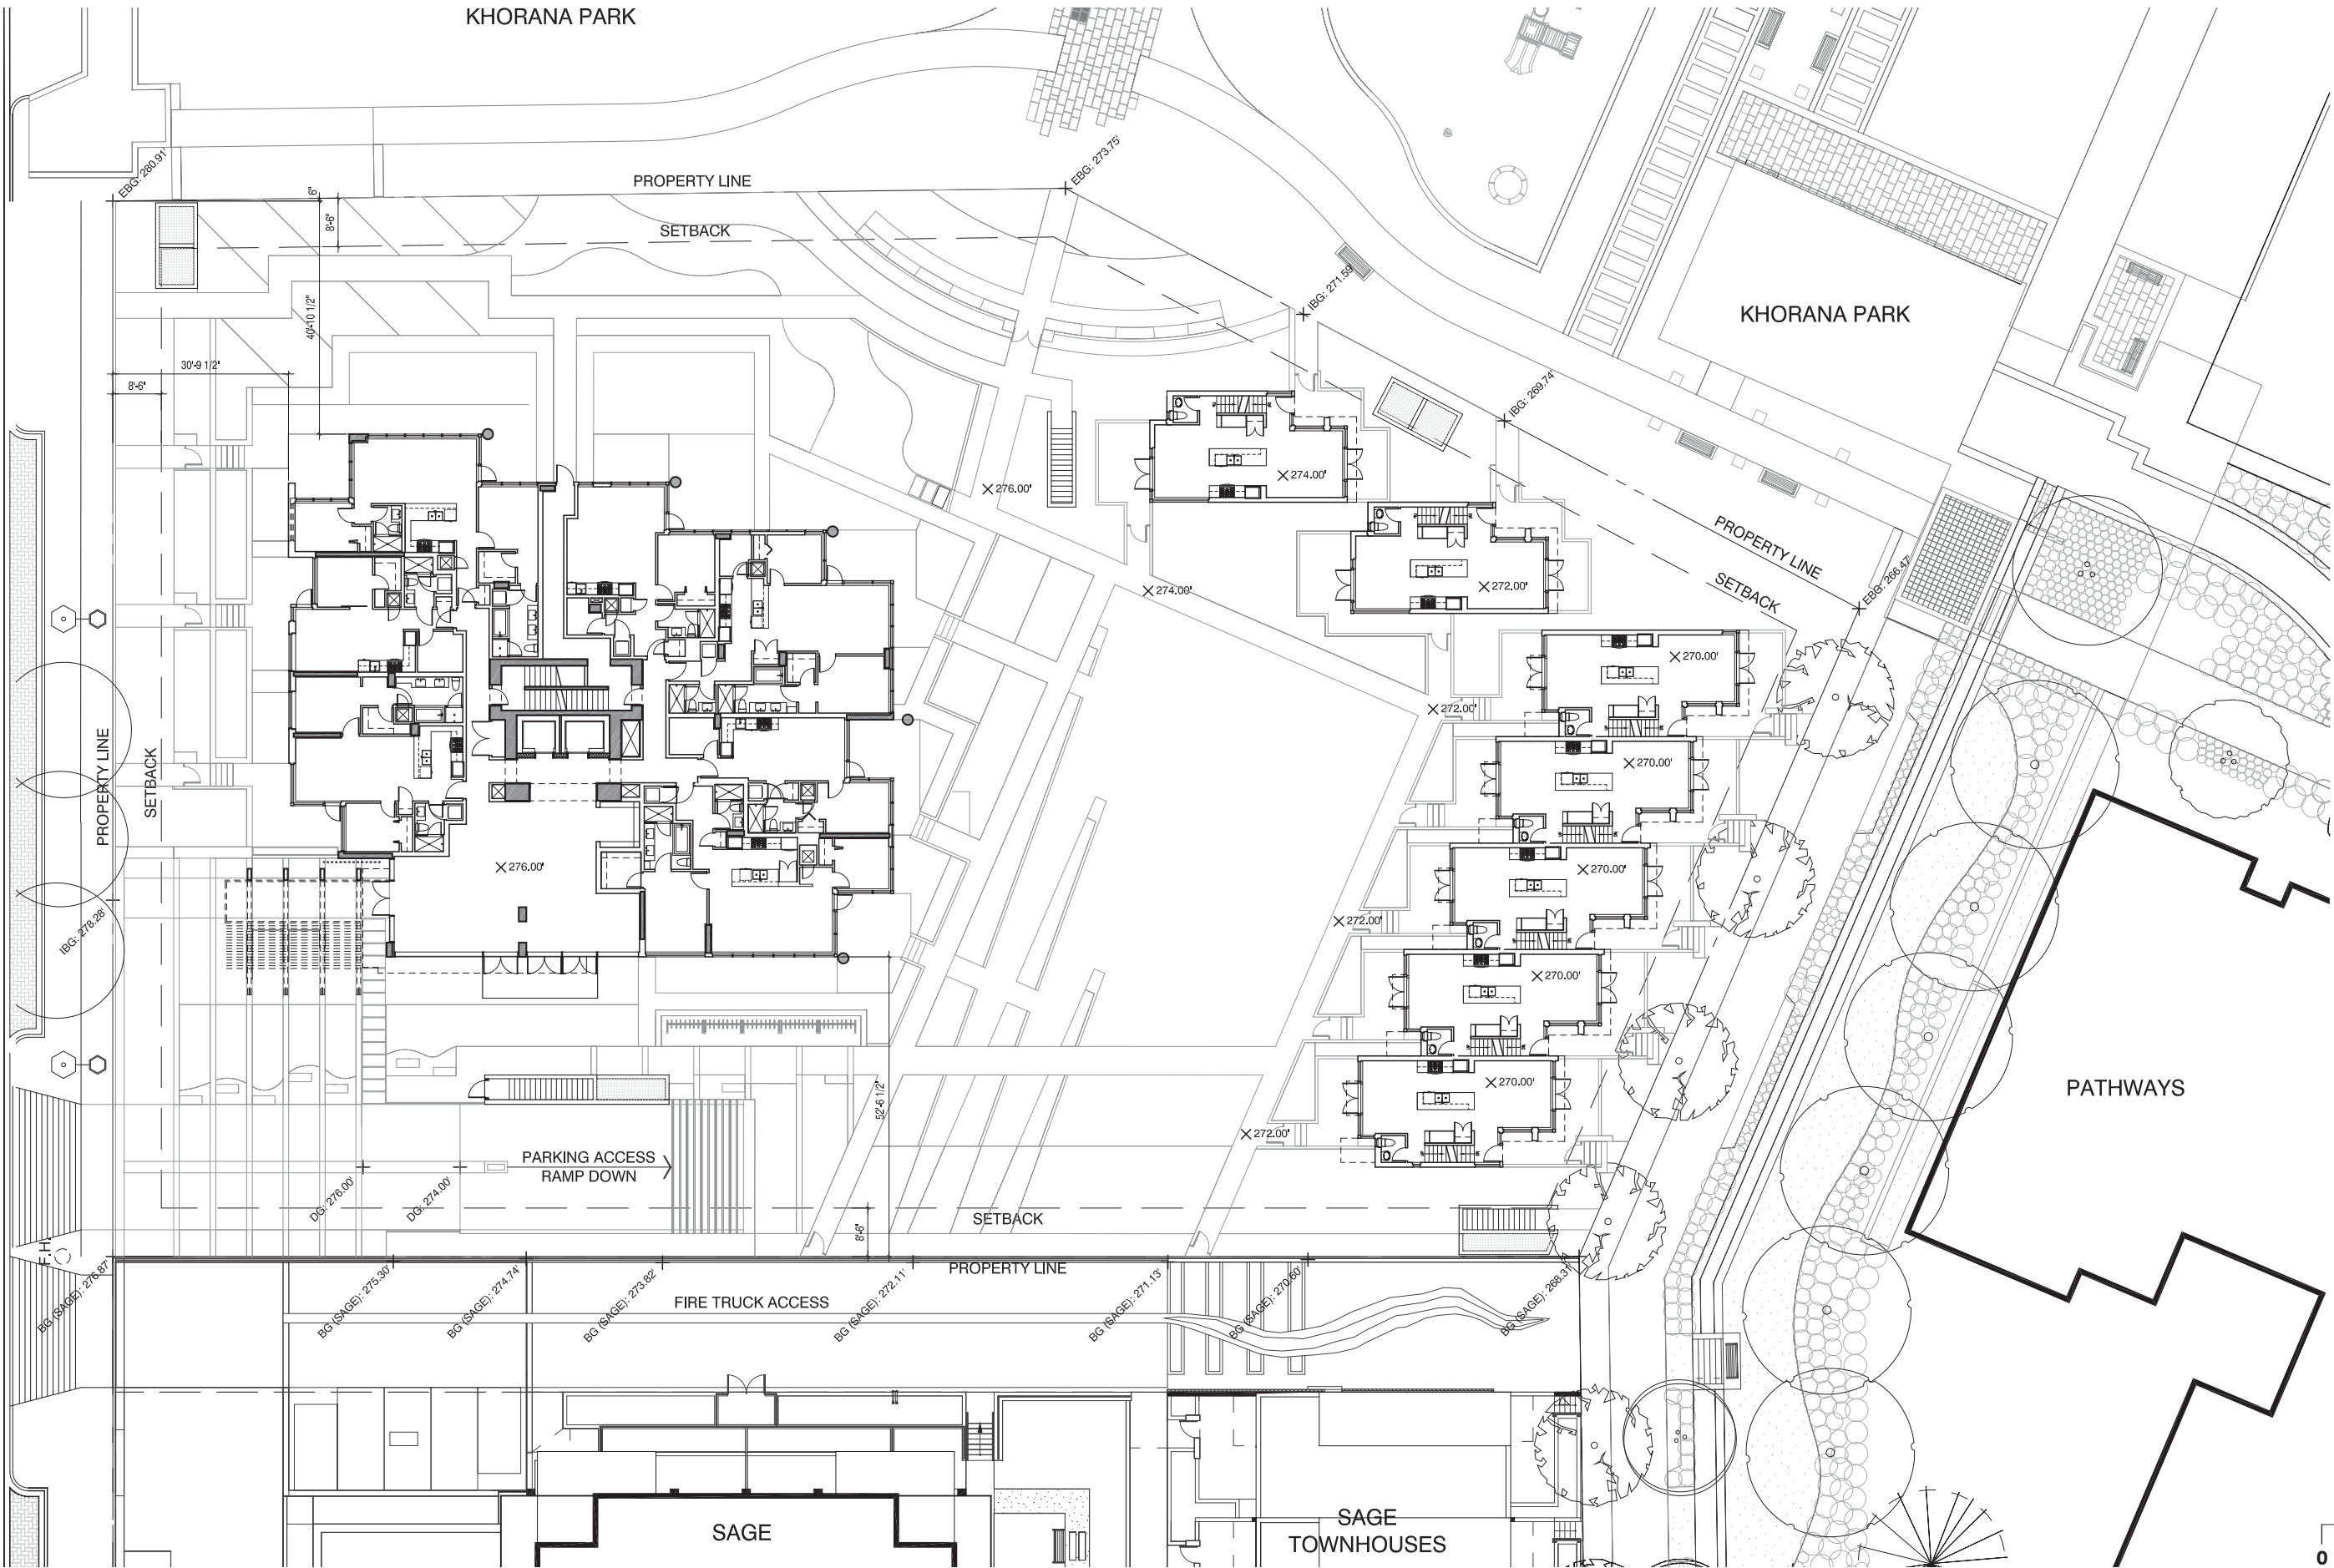 KHORANA PARK
EBG: 280.91'
EBG: 273.75'
PROPERTY LINE
6"
8'-6"
SETBACK
IBG: 271.59'
KHORANA PARK
40'-10 1/2"
30'-9 1/2"
8'-6"
IBG: 269.74'
274.00'
276.00'
PROPERTY LINE
272.00'
SETBACK
274.00'
EBG: 266.47'
270.00'
272.00'
PROPERTY LINE
SETBACK
270.00'
276.00'
270.00'
IBG: 278.28'
272.00'
270.00'
270.00'
PATHWAYS
52'-6 1/2"
272.00'
PARKING ACCESS
RAMP DOWN
DG: 276.00'
DG: 274.00'
SETBACK
8'-6"
F.H.
PROPERTY LINE
BG (SAGE): 276.87'
BG (SAGE): 275.30'
BG (SAGE): 274.74'
BG (SAGE): 273.82'
BG (SAGE): 272.11'
BG (SAGE): 271.13'
BG (SAGE): 270.60'
BG (SAGE): 268.31'
FIRE TRUCK ACCESS
SAGE
SAGE
TOWNHOUSES
0